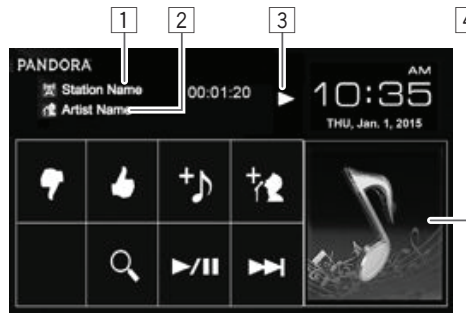 1 2 3 4
PANDORA
Station Name
Artist Name
00:01:20
AM
10:35
THU, Jan. 1, 2015